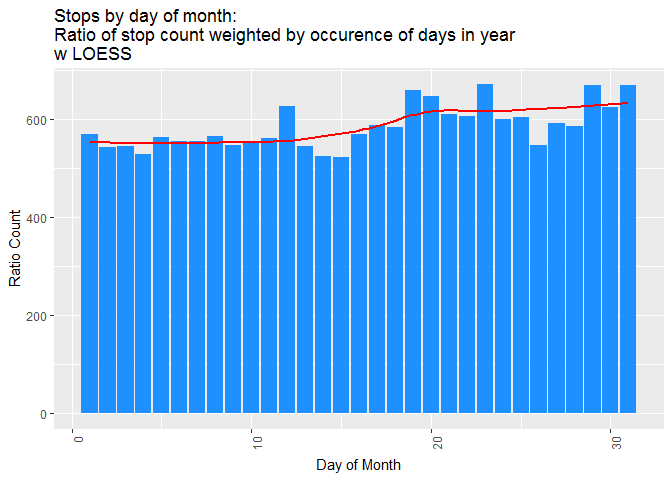 Stops by day of month:
Ratio of stop count weighted by occurence of days in year
w LOESS
Ratio Count
600
400
200
0
0
10
20
30
Day of Month